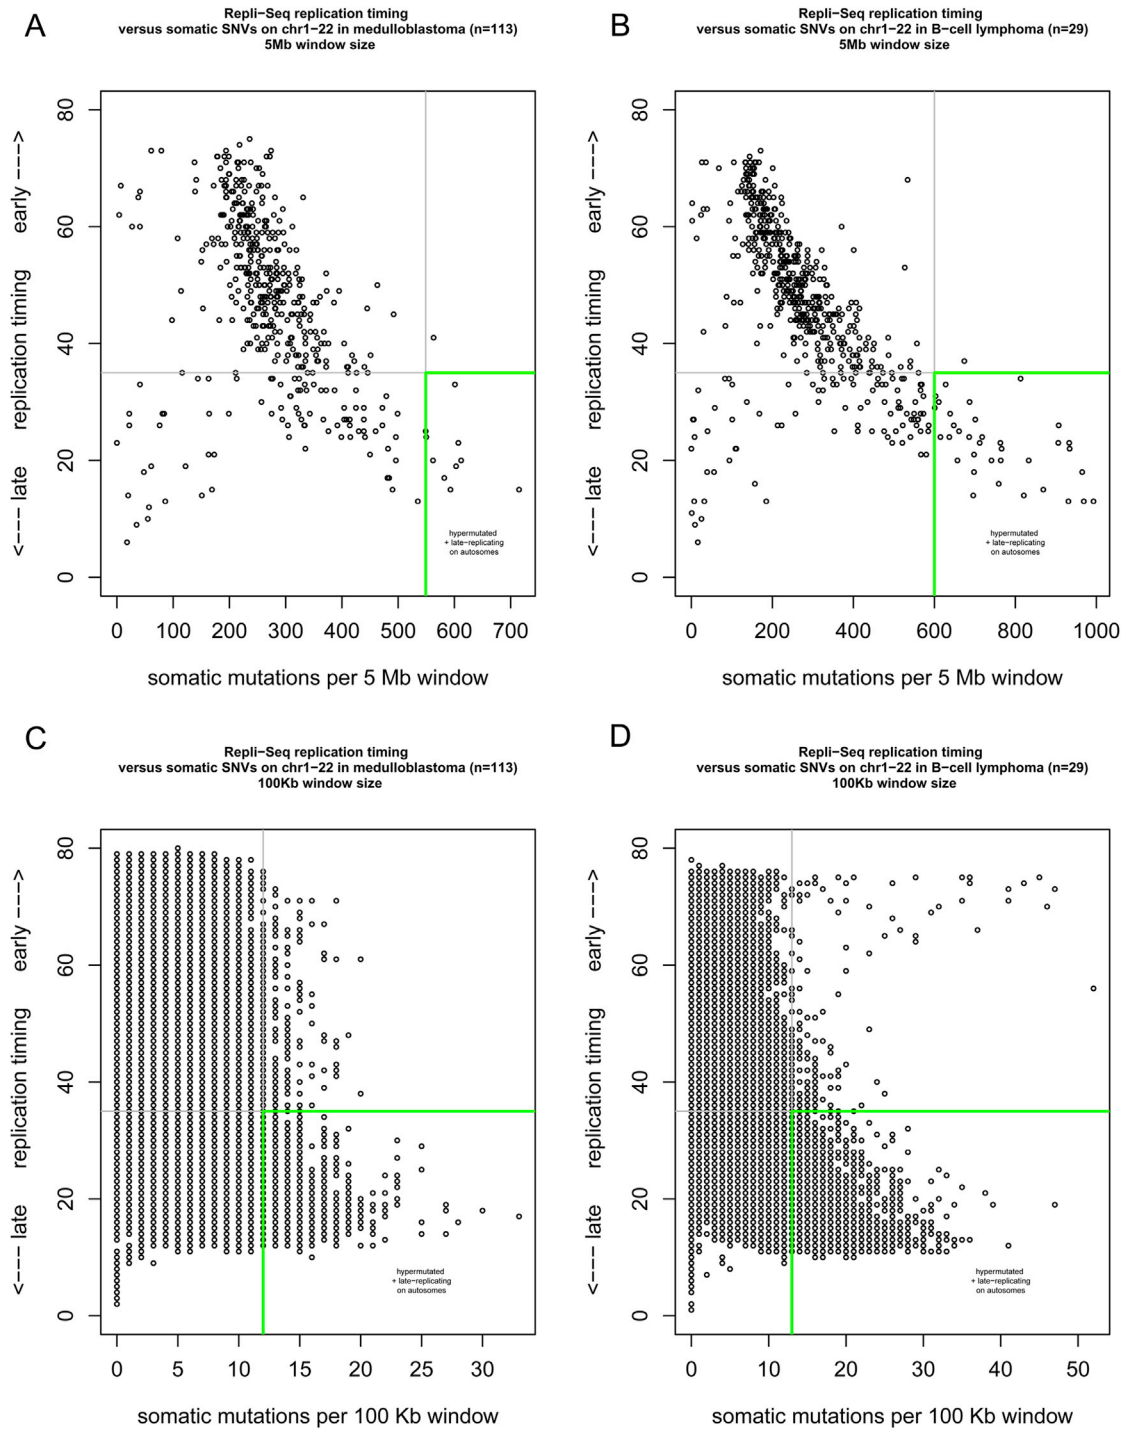 A
Repli−Seq replication timing
versus somatic SNVs on chr1−22 in medulloblastoma (n=113)
5Mb window size
<−−−− late replication timing early −−−−>
0 20 40 60 80
hypermutated
+ late−replicating
on autosomes
0 100 200 300 400 500 600 700
somatic mutations per 5 Mb window
B
Repli−Seq replication timing
versus somatic SNVs on chr1−22 in B−cell lymphoma (n=29)
5Mb window size
<−−−− late replication timing early −−−−>
0 20 40 60 80
hypermutated
+ late−replicating
on autosomes
0 200 400 600 800 1000
somatic mutations per 5 Mb window
C
Repli−Seq replication timing
versus somatic SNVs on chr1−22 in medulloblastoma (n=113)
100Kb window size
<−−−− late replication timing early −−−−>
0 20 40 60 80
hypermutated
+ late−replicating
on autosomes
0 5 10 15 20 25 30
somatic mutations per 100 Kb window
D
Repli−Seq replication timing
versus somatic SNVs on chr1−22 in B−cell lymphoma (n=29)
100Kb window size
<−−−− late replication timing early −−−−>
0 20 40 60 80
hypermutated
+ late−replicating
on autosomes
0 10 20 30 40 50
somatic mutations per 100 Kb window